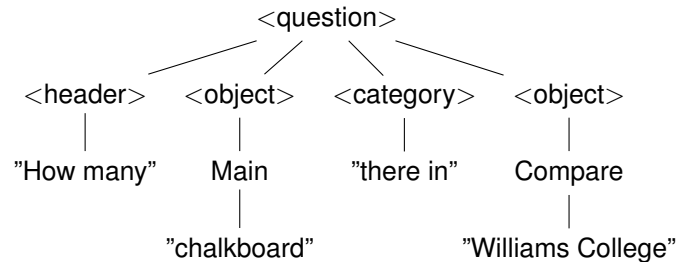 <question>
<header> <object> <category> <object>
”How many” Main ”there in” Compare
”chalkboard” ”Williams College”